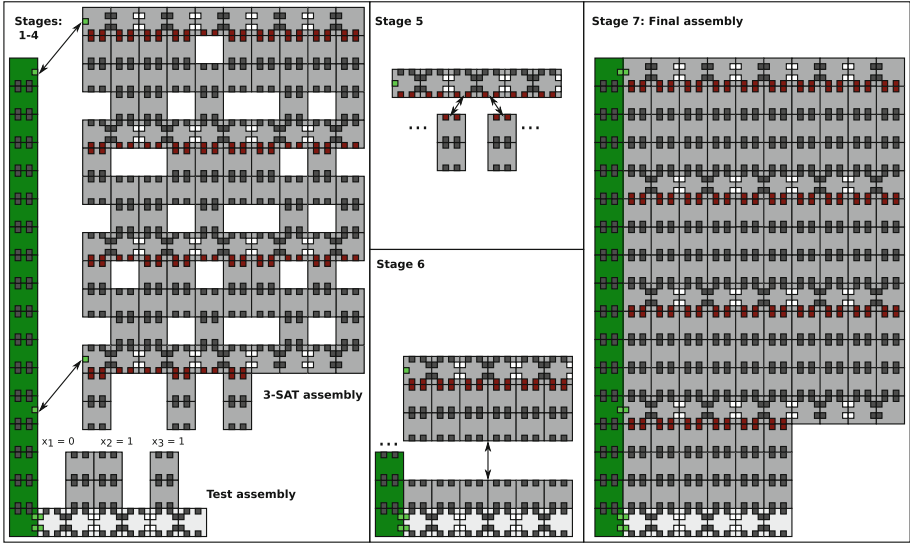 Stages:
1-4
3-SAT assembly
x₁ = 0 x₂ = 1 x₃ = 1
Test assembly
Stage 5
... ...
Stage 6
...
Stage 7: Final assembly